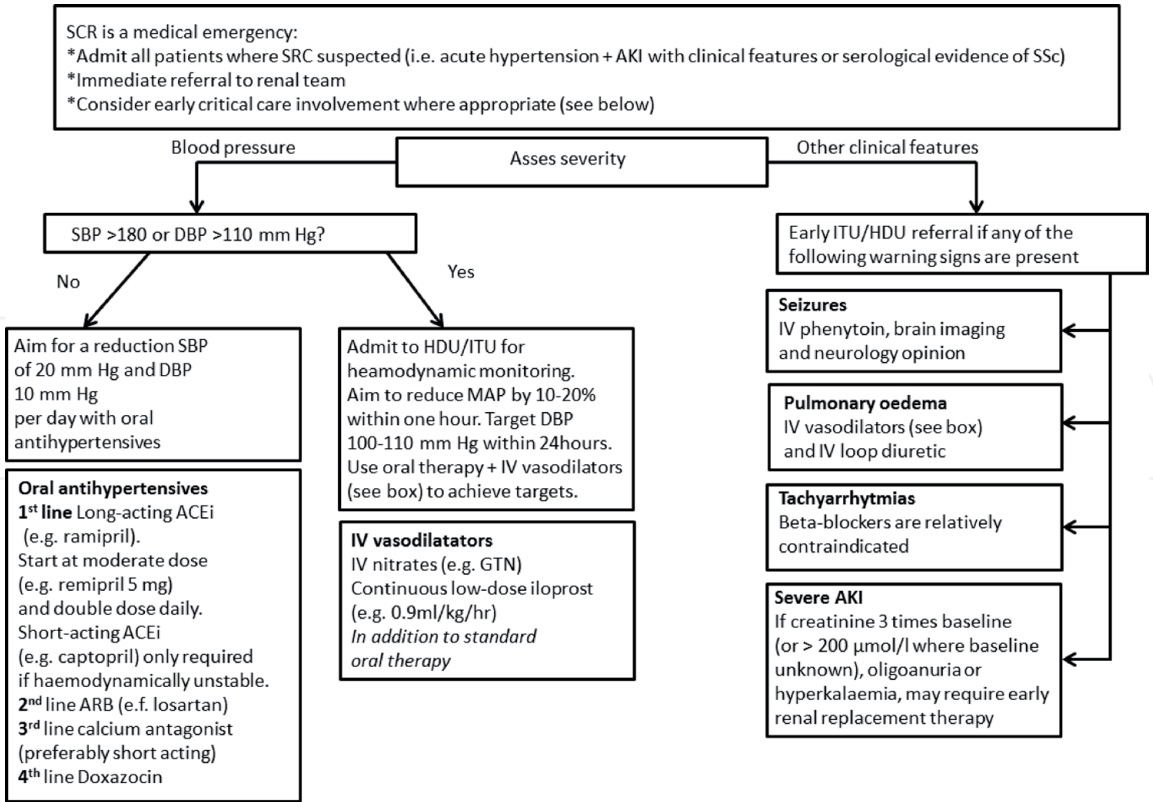 SCR is a medical emergency:
*Admit all patients where SRC suspected (i.e. acute hypertension + AKI with clinical features or serological evidence of SSc)
*Immediate referral to renal team
*Consider early critical care involvement where appropriate (see below)
Blood pressure
Asses severity
Other clinical features
SBP >180 or DBP >110 mm Hg?
No
Yes
Aim for a reduction SBP
of 20 mm Hg and DBP
10 mm Hg
per day with oral
antihypertensives
Oral antihypertensives
1st line Long-acting ACEi
(e.g. ramipril).
Start at moderate dose
(e.g. remipril 5 mg)
and double dose daily.
Short-acting ACEi
(e.g. captopril) only required
if haemodynamically unstable.
2nd line ARB (e.f. losartan)
3rd line calcium antagonist
(preferably short acting)
4th line Doxazocin
Admit to HDU/ITU for
heamodynamic monitoring.
Aim to reduce MAP by 10-20%
within one hour. Target DBP
100-110 mm Hg within 24hours.
Use oral therapy + IV vasodilators
(see box) to achieve targets.
IV vasodilatators
IV nitrates (e.g. GTN)
Continuous low-dose iloprost
(e.g. 0.9ml/kg/hr)
In addition to standard
oral therapy
Early ITU/HDU referral if any of the
following warning signs are present
Seizures
IV phenytoin, brain imaging
and neurology opinion
Pulmonary oedema
IV vasodilators (see box)
and IV loop diuretic
Tachyarrhytmias
Beta-blockers are relatively
contraindicated
Severe AKI
If creatinine 3 times baseline
(or > 200 µmol/l where baseline
unknown), oligoanuria or
hyperkalaemia, may require early
renal replacement therapy